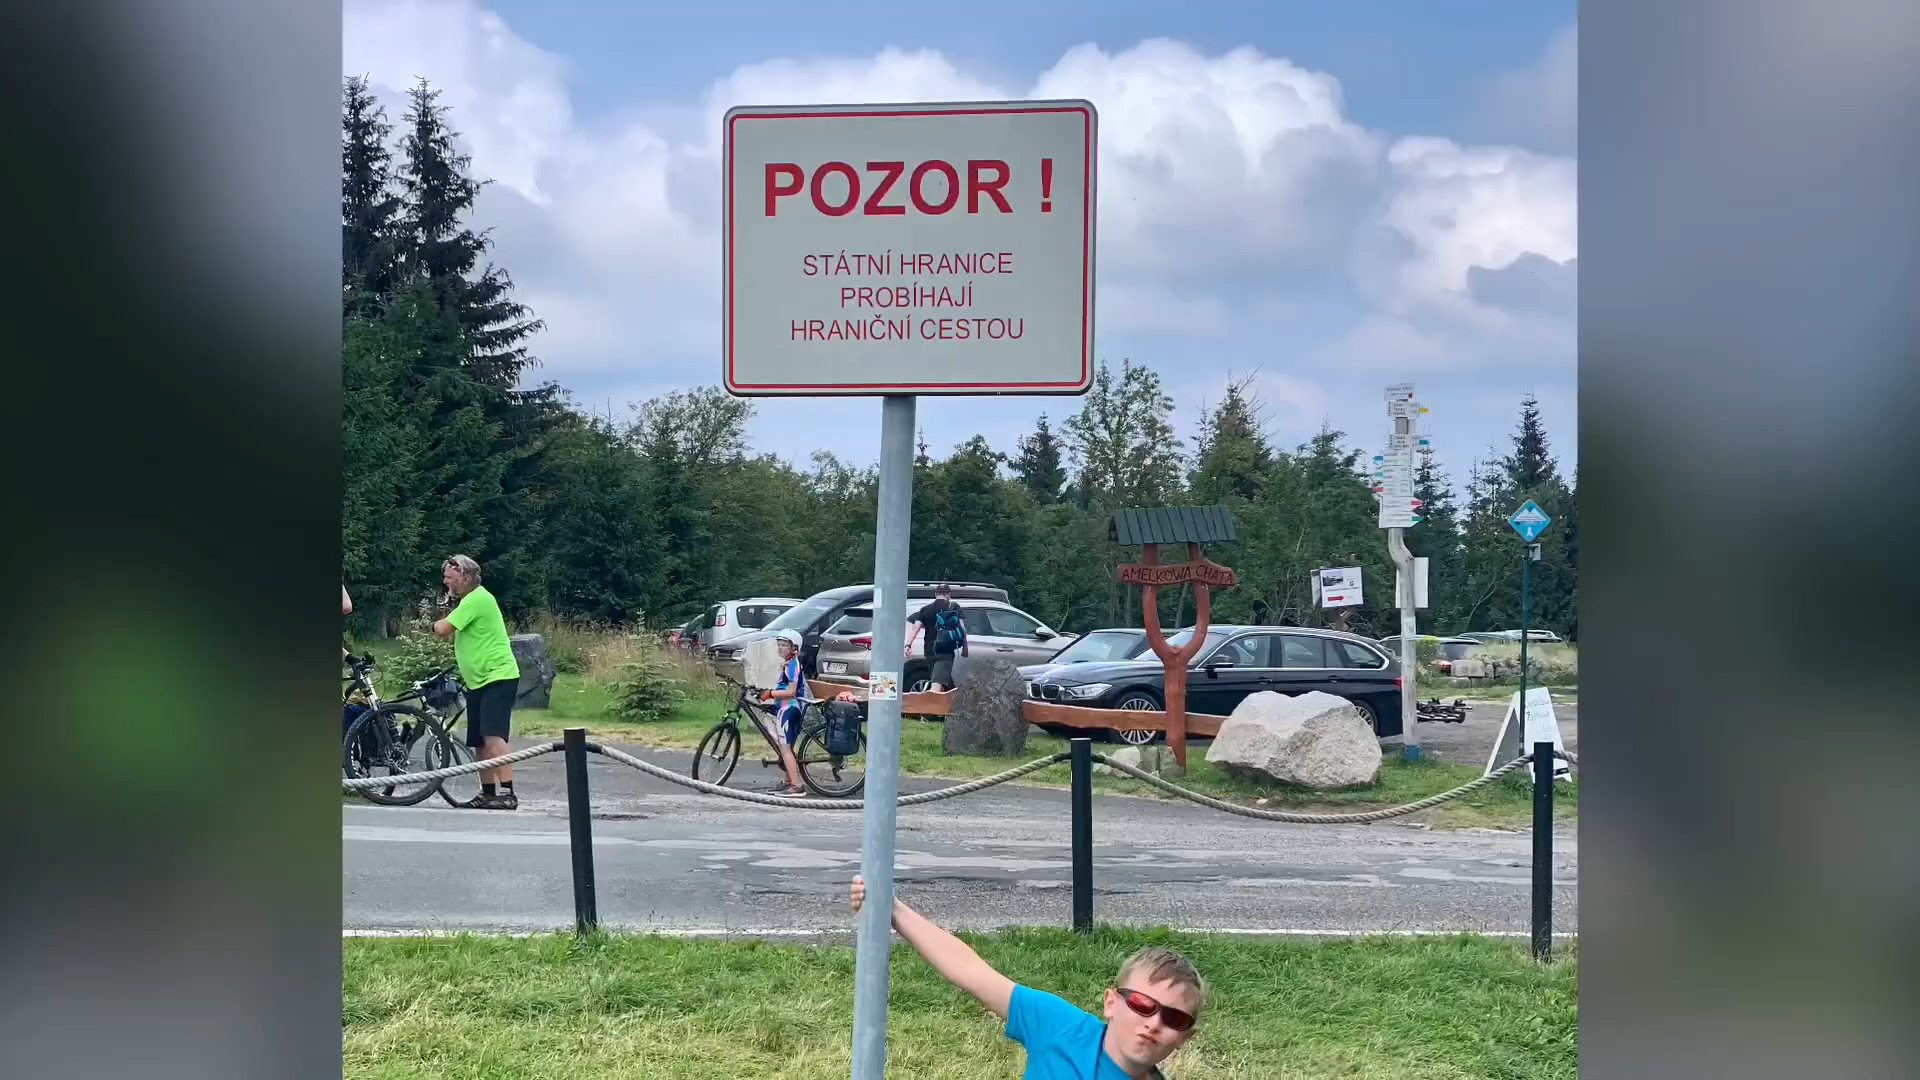 POZOR !
STÁTNÍ HRANICE
PROBÍHAJÍ
HRANIČNÍ CESTOU
AMELKOWA CHATA